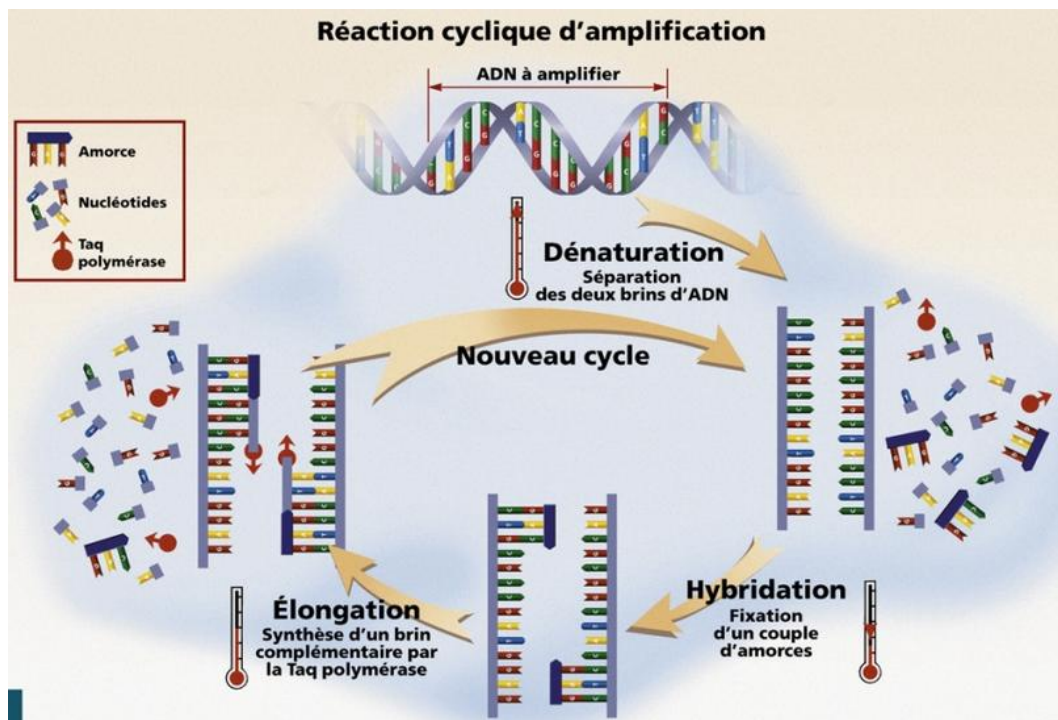 Réaction cyclique d'amplification
ADN à amplifier
Amorce
Nucléotides
Taq
polymérase
Dénaturation
Séparation
des deux brins d'ADN
Nouveau cycle
Hybridation
Fixation
d'un couple
d'amorces
Élongation
Synthèse d'un brin
complémentaire par
la Taq polymérase